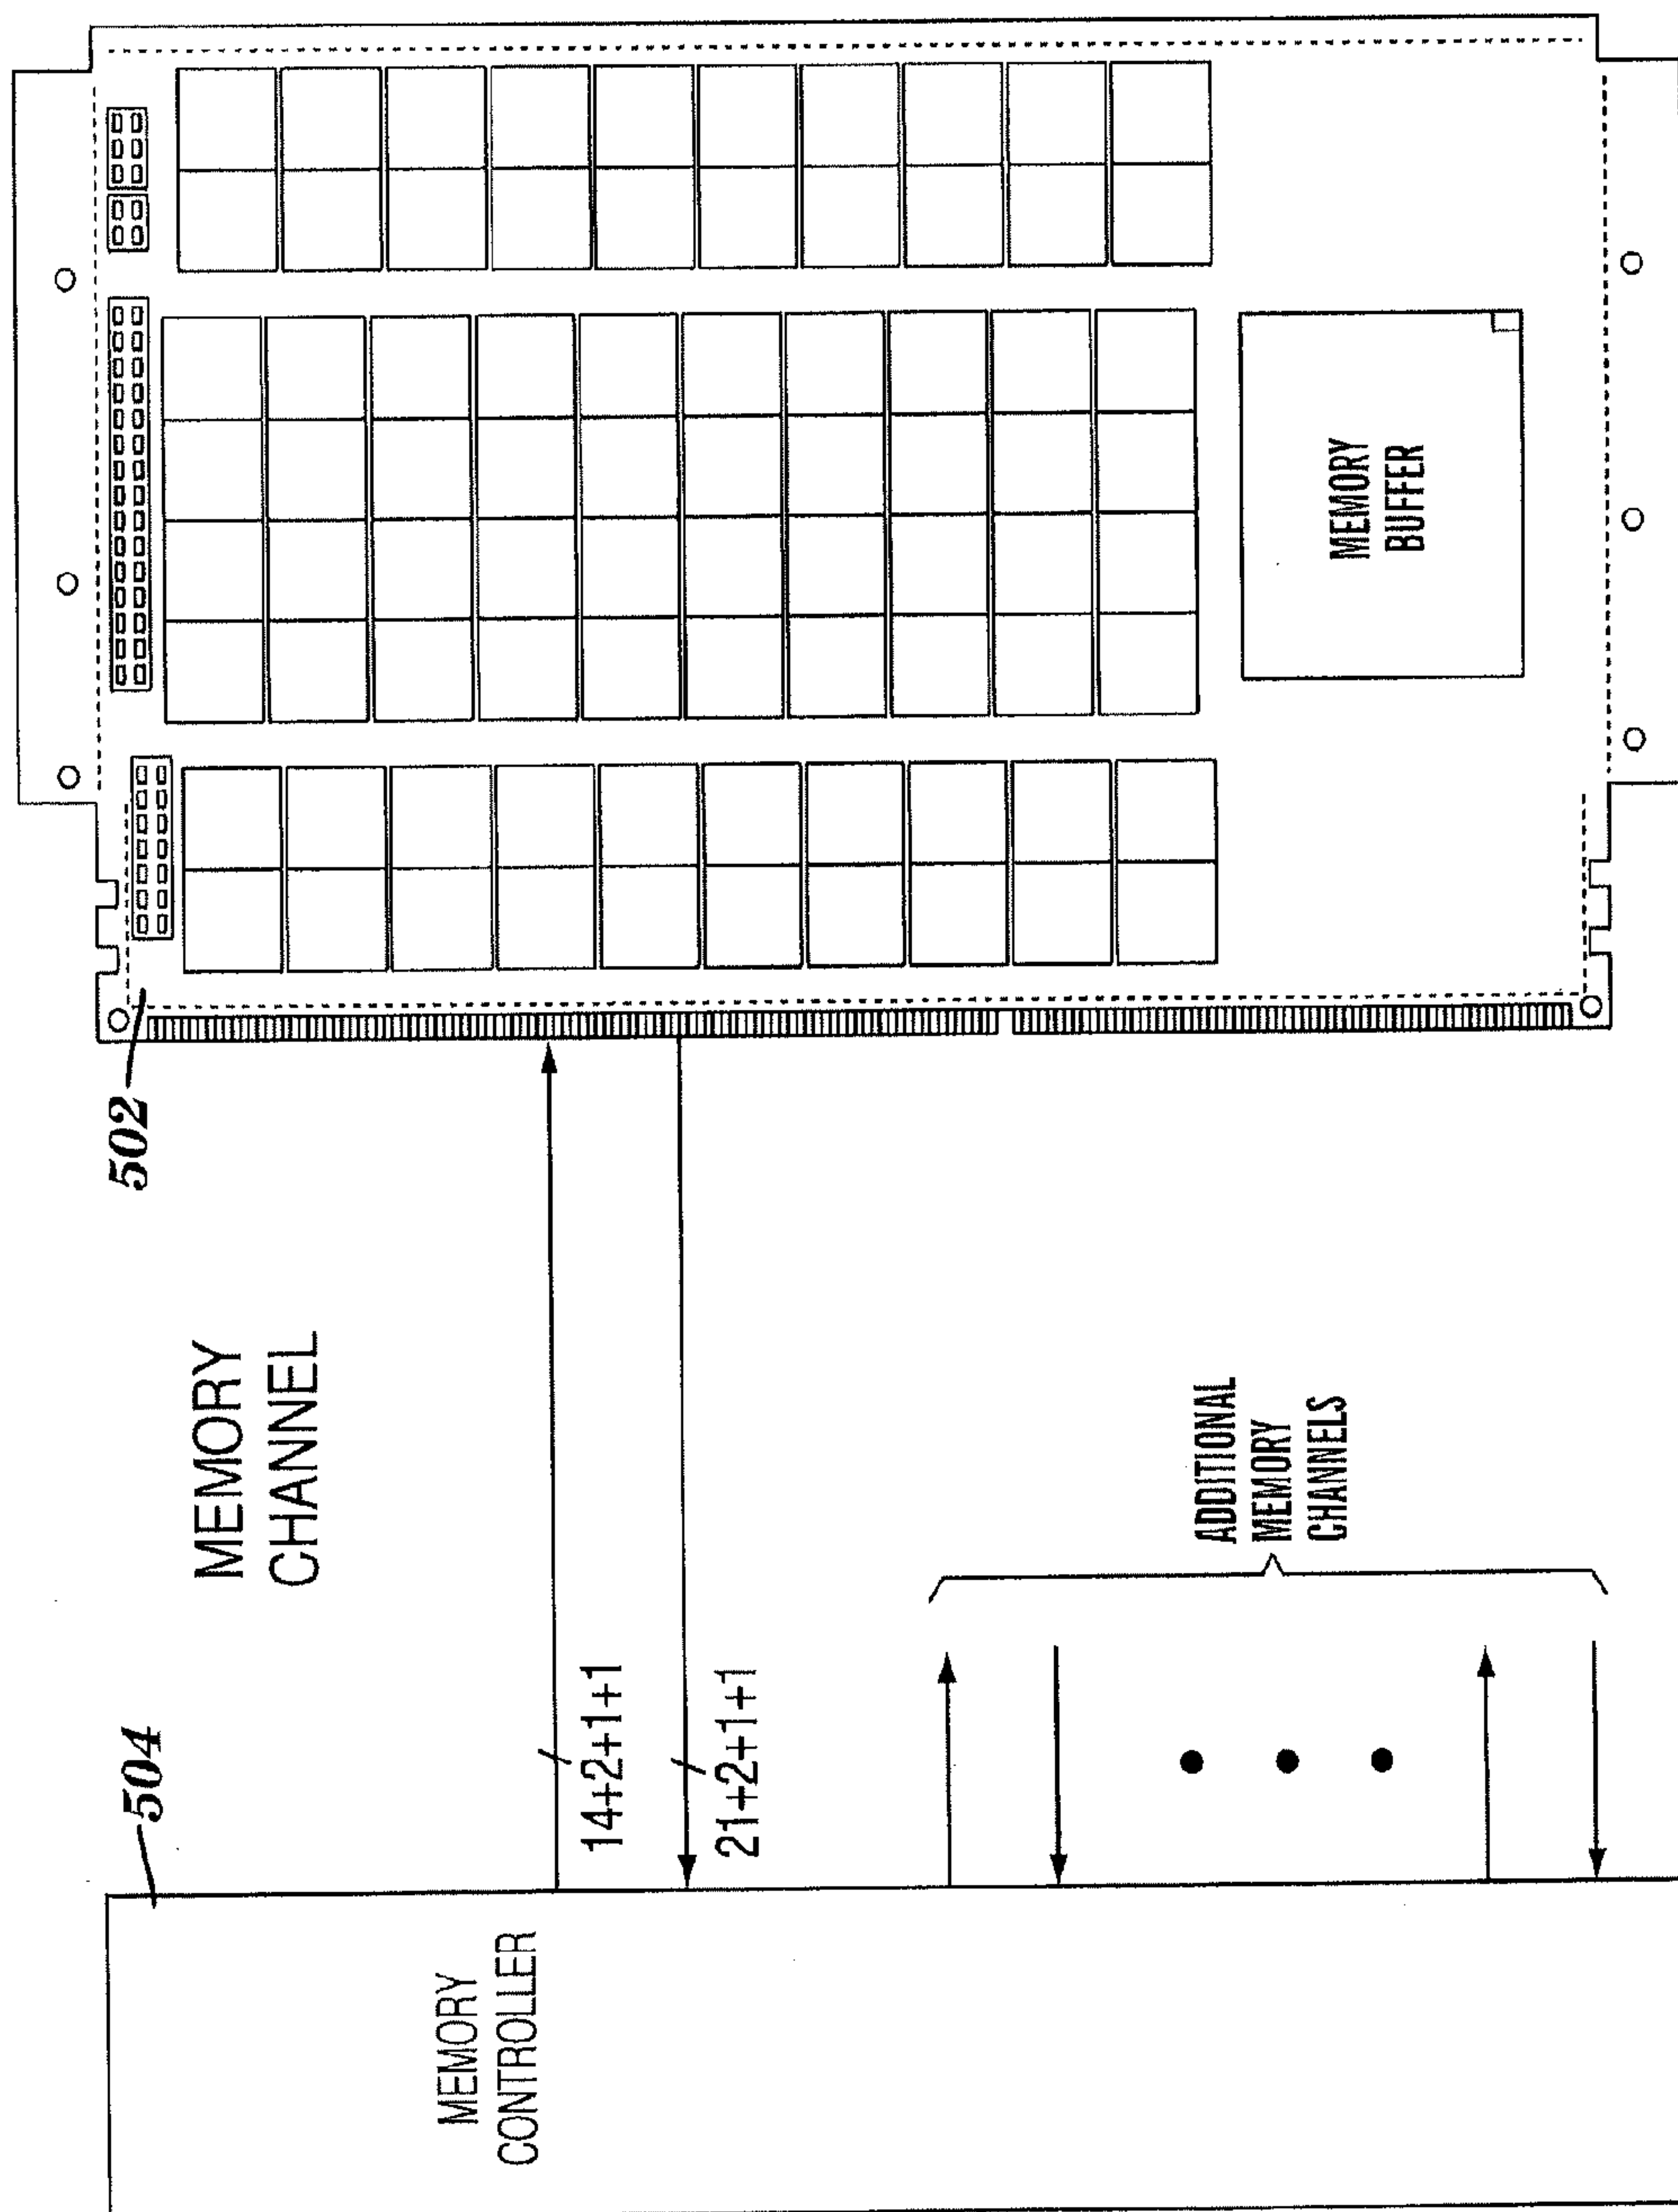 502
MEMORY
BUFFER
MEMORY
CHANNEL
504
14+2+1+1
21+2+1+1
ADDITIONAL
MEMORY
CHANNELS
MEMORY
CONTROLLER